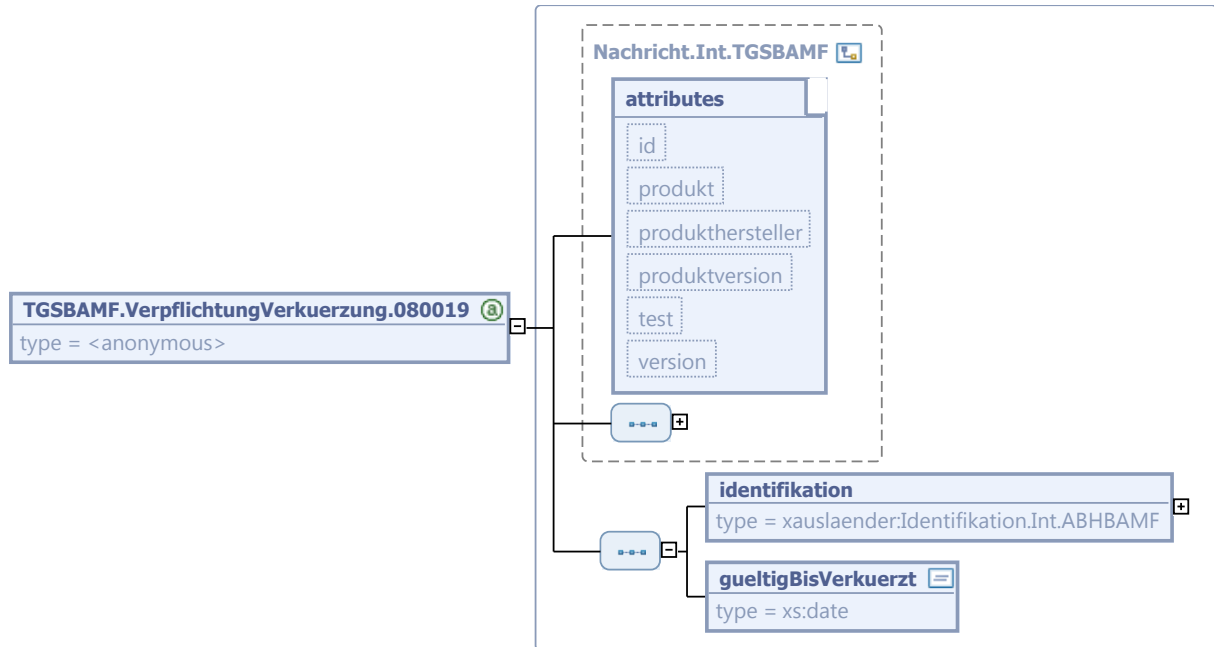 Nachricht.Int.TGSBAMF
attributes
id
produkt
produkthersteller
produktversion
test
version
TGSBAMF.VerpflichtungVerkuerzung.080019 a
type = <anonymous>
identifikation
type = xauslaender:Identifikation.Int.ABHBAMF
gueltigBisVerkuerzt
type = xs:date